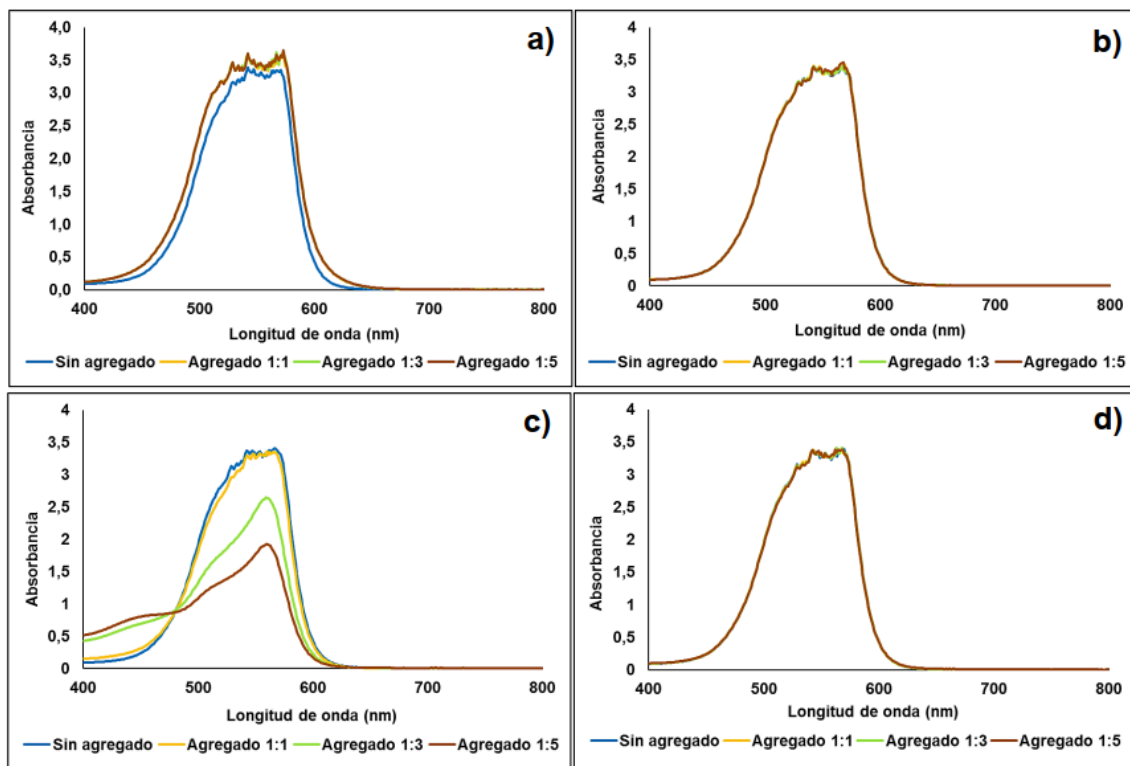 a)
4,0
3,5
3,0
2,5
2,0
1,5
1,0
0,5
0,0
Absorbancia
400 500 600 700 800
Longitud de onda (nm)
Sin agregado Agregado 1:1 Agregado 1:3 Agregado 1:5
b)
4
3,5
3
2,5
2
1,5
1
0,5
0
Absorbancia
400 500 600 700 800
Longitud de onda (nm)
Sin agregado Agregado 1:1 Agregado 1:3 Agregado 1:5
c)
4
3,5
3
2,5
2
1,5
1
0,5
0
Absorbancia
400 500 600 700 800
Longitud de onda (nm)
Sin agregado Agregado 1:1 Agregado 1:3 Agregado 1:5
d)
4
3,5
3
2,5
2
1,5
1
0,5
0
Absorbancia
400 500 600 700 800
Longitud de onda (nm)
Sin agregado Agregado 1:1 Agregado 1:3 Agregado 1:5